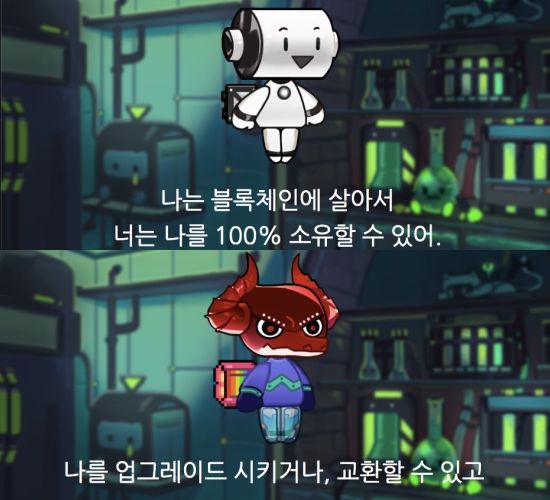 나는 블록체인에 살아서
너는 나를 100% 소유할 수 있어.
나를 업그레이드 시키거나, 교환할 수 있고